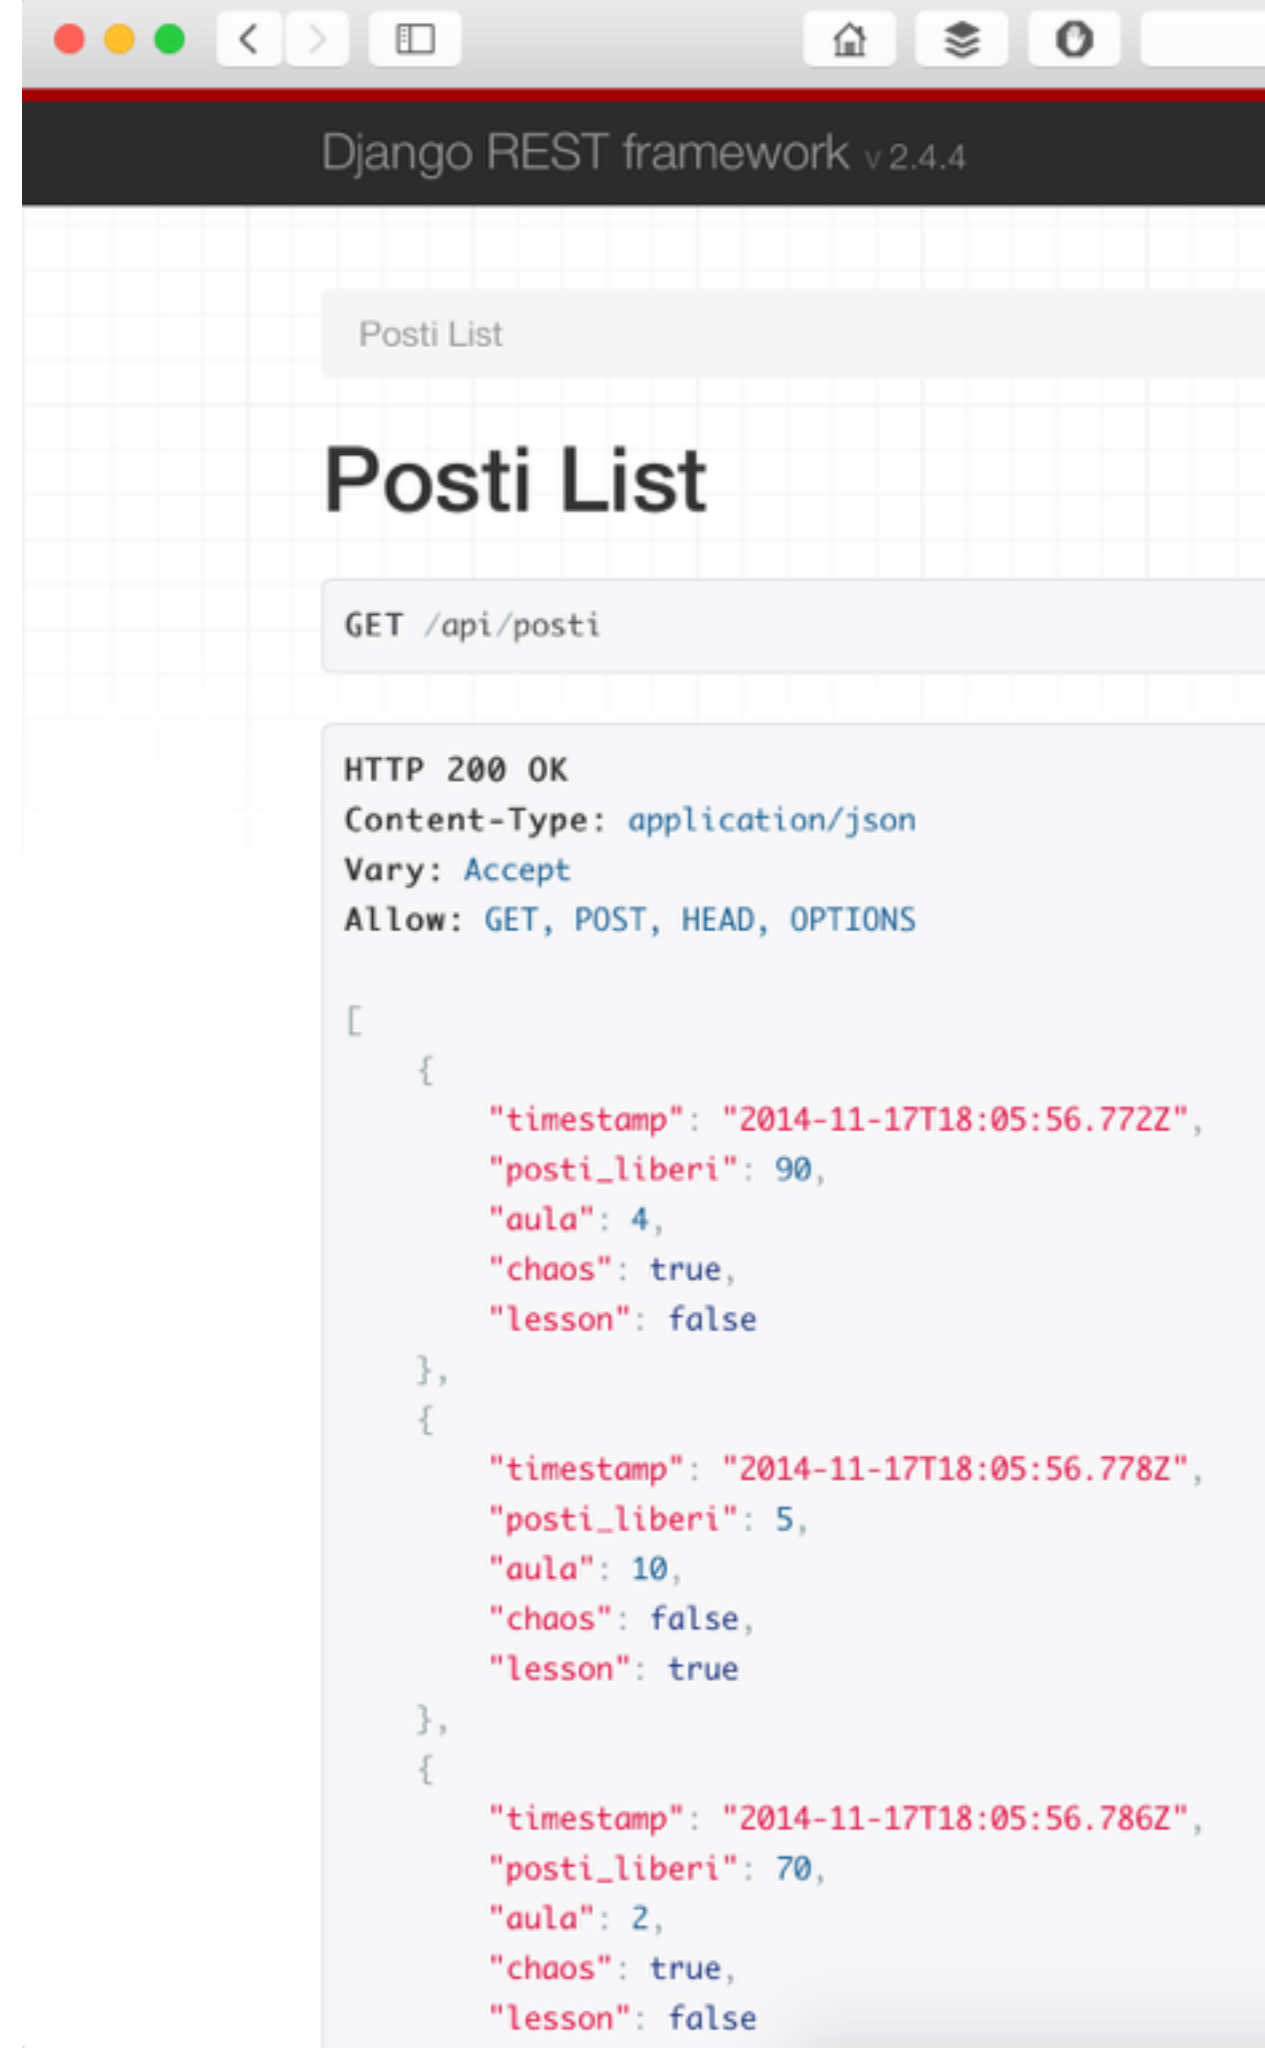 Django REST framework v 2.4.4
Posti List
Posti List
GET /api/posti
HTTP 200 OK
Content-Type: application/json
Vary: Accept
Allow: GET, POST, HEAD, OPTIONS
[
    {
        "timestamp": "2014-11-17T18:05:56.772Z",
        "posti_liberi": 90,
        "aula": 4,
        "chaos": true,
        "lesson": false
    },
    {
        "timestamp": "2014-11-17T18:05:56.778Z",
        "posti_liberi": 5,
        "aula": 10,
        "chaos": false,
        "lesson": true
    },
    {
        "timestamp": "2014-11-17T18:05:56.786Z",
        "posti_liberi": 70,
        "aula": 2,
        "chaos": true,
        "lesson": false